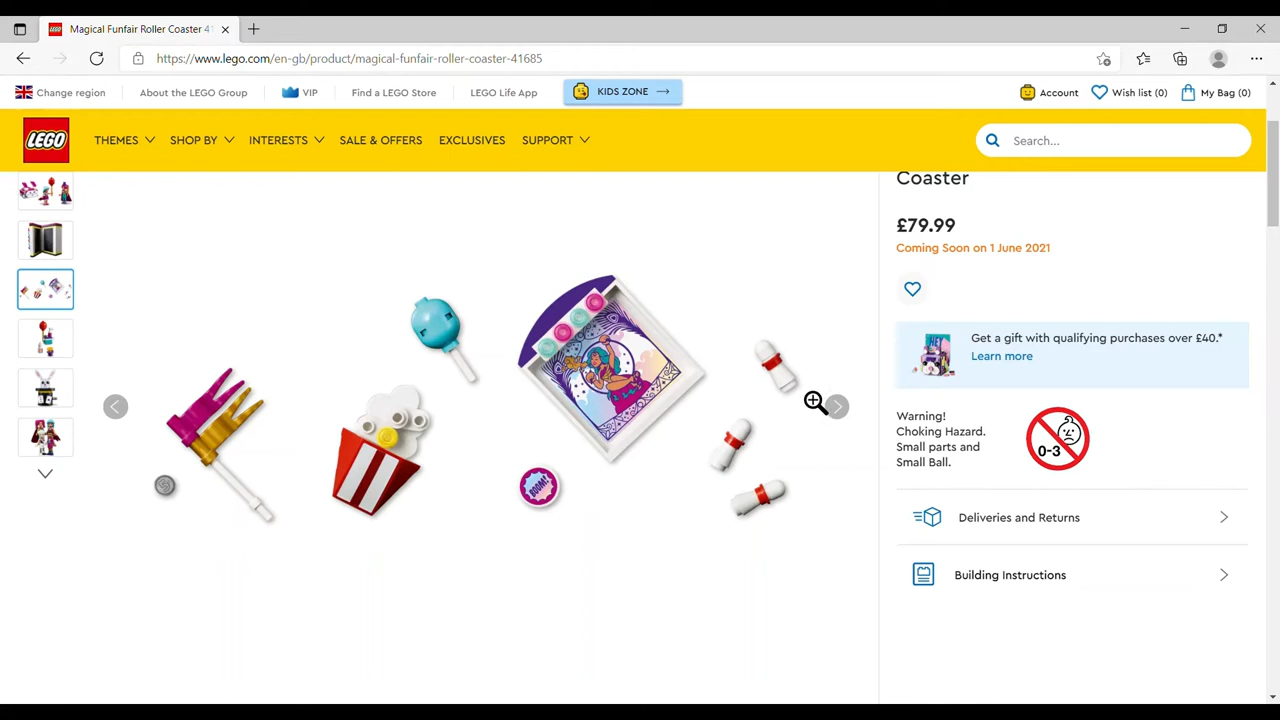 Magical Funfair Roller Coaster 41
https://www.lego.com/en-gb/product/magical-funfair-roller-coaster-41685
Change region
About the LEGO Group
VIP
Find a LEGO Store
LEGO Life App
KIDS ZONE
Account
Wish list (0)
My Bag (0)
LEGO
THEMES
SHOP BY
INTERESTS
SALE & OFFERS
EXCLUSIVES
SUPPORT
Search...
Coaster
£79.99
Coming Soon on 1 June 2021
Get a gift with qualifying purchases over £40.*
Learn more
Warning!
Choking Hazard.
Small parts and
Small Ball.
0-3
Deliveries and Returns
Building Instructions
BOOM!